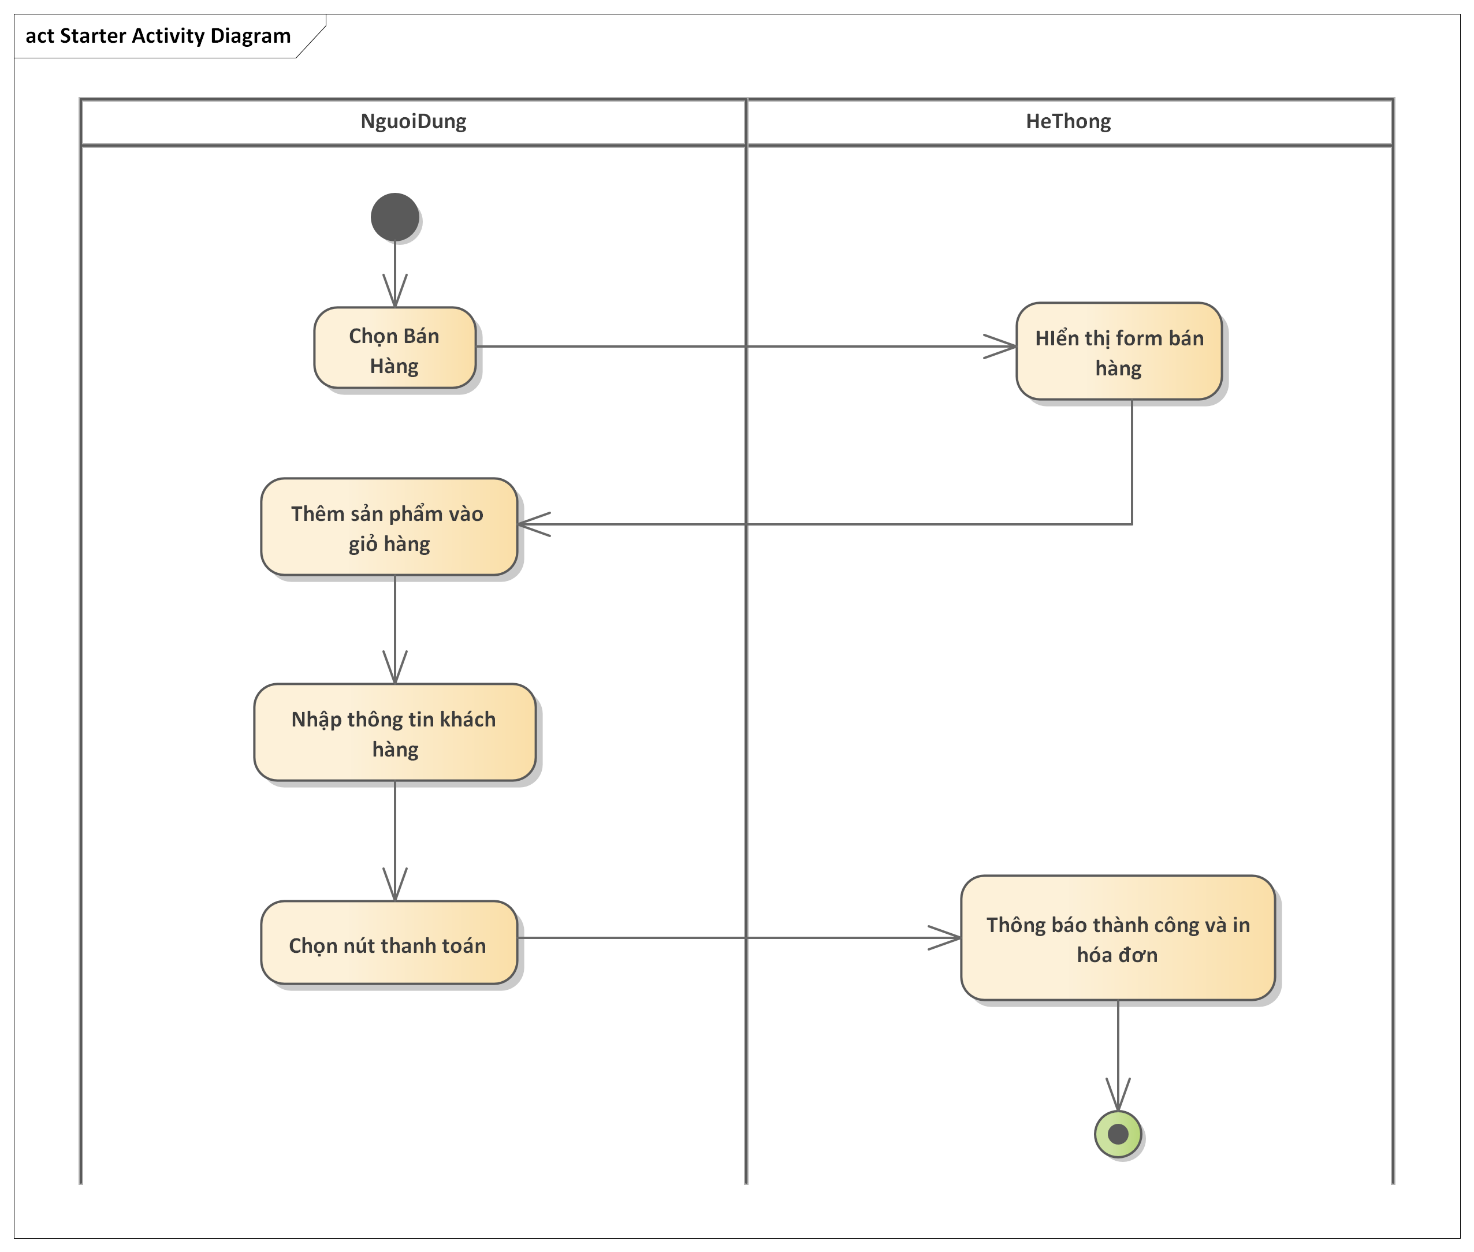 act Starter Activity Diagram
NguoiDung
HeThong
Chọn Bán
Hàng
HIển thị form bán
hàng
Thêm sản phẩm vào
giỏ hàng
Nhập thông tin khách
hàng
Chọn nút thanh toán
Thông báo thành công và in
hóa đơn